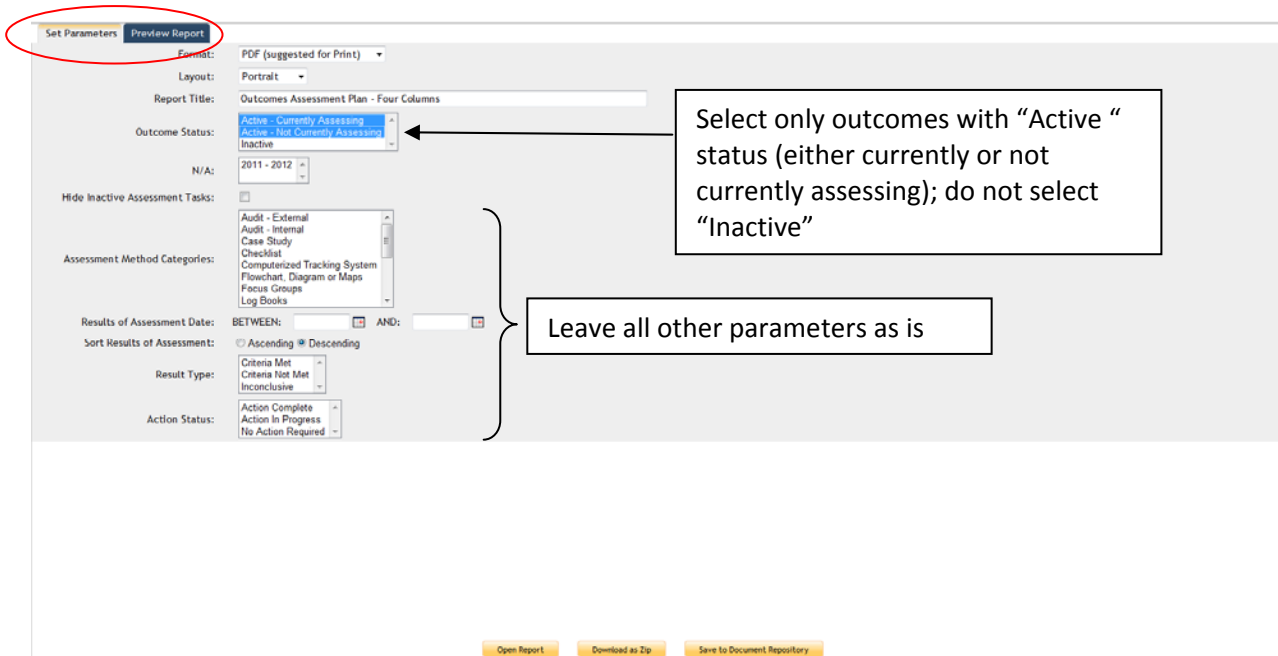 Set Parameters Preview Report
Format: PDF (suggested for Print)
Layout: Portrait
Report Title: Outcomes Assessment Plan - Four Columns
Outcome Status: Active - Currently Assessing
Active - Not Currently Assessing
Inactive
N/A: 2011 - 2012
Hide Inactive Assessment Tasks:
Assessment Method Categories: Audit - External
Audit - Internal
Case Study
Checklist
Computerized Tracking System
Flowchart, Diagram or Maps
Focus Groups
Log Books
Results of Assessment Date: BETWEEN: AND:
Sort Results of Assessment: Ascending Descending
Result Type: Criteria Met
Criteria Not Met
Inconclusive
Action Status: Action Complete
Action In Progress
No Action Required
Select only outcomes with “Active “
status (either currently or not
currently assessing); do not select
“Inactive”
Leave all other parameters as is
Open Report Download as Zip Save to Document Repository